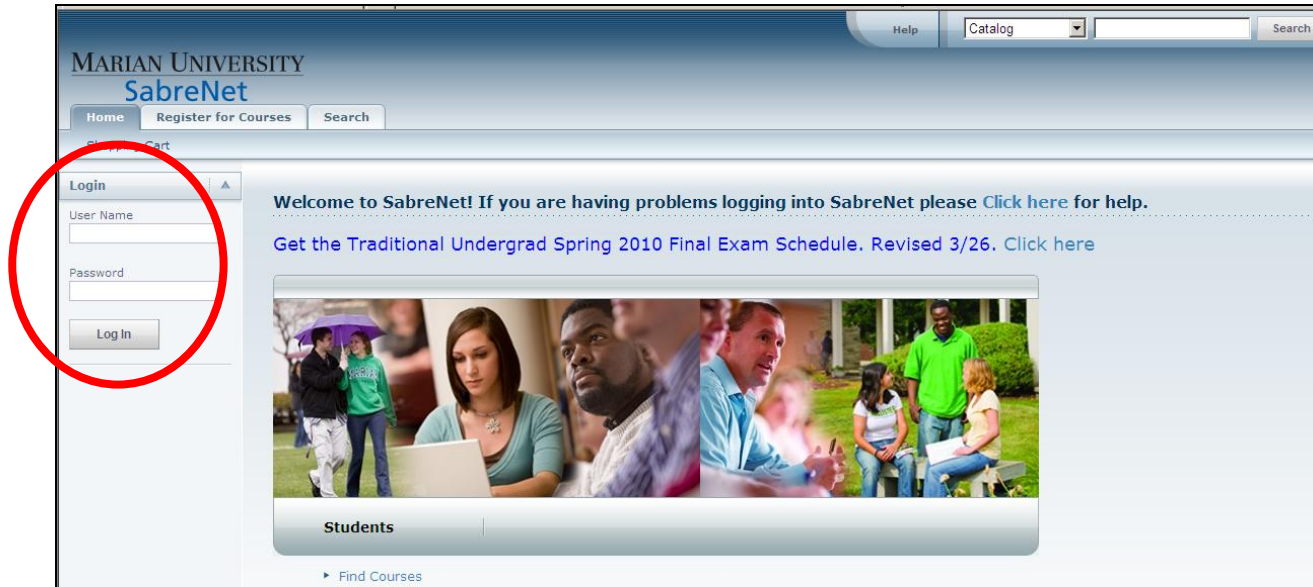 Help Catalog Search
MARIAN UNIVERSITY
SabreNet
Home Register for Courses Search
Shopping Cart
Login
User Name
Password
Log In
Welcome to SabreNet! If you are having problems logging into SabreNet please Click here for help.
Get the Traditional Undergrad Spring 2010 Final Exam Schedule. Revised 3/26. Click here
Students
Find Courses